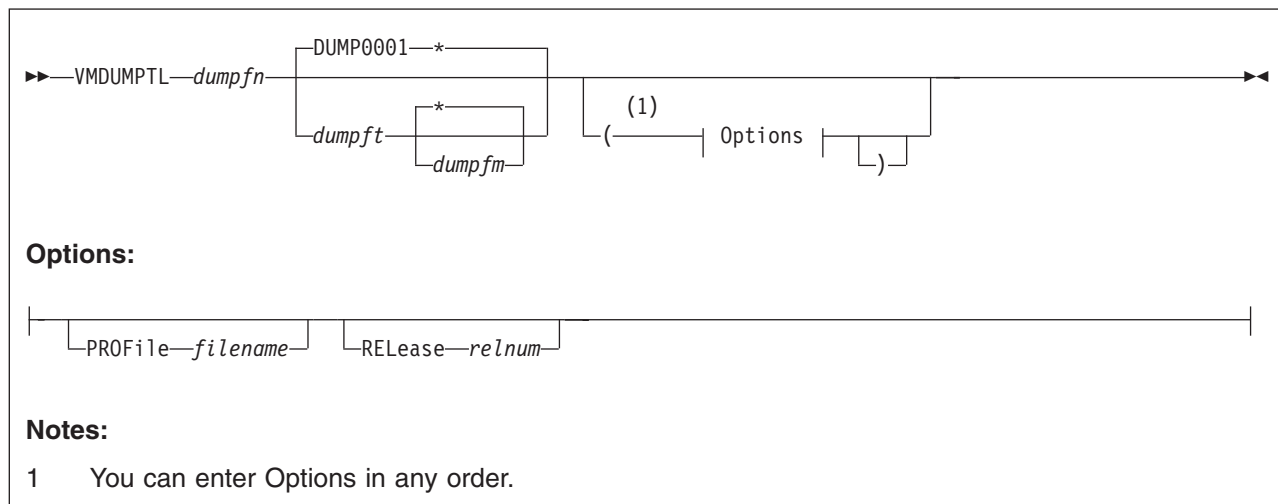 DUMP0001 *
VMDUMPTL dumpfn
(1)
*
dumpft
( Options
dumpfm
)
Options:
PROFile filename RELease relnum
Notes:
1 You can enter Options in any order.